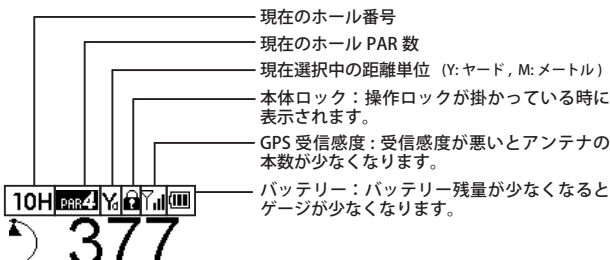 現在のホール番号
現在のホール PAR 数
現在選択中の距離単位 (Y: ヤード , M: メートル )
本体ロック：操作ロックが掛かっている時に
表示されます。
GPS 受信感度 : 受信感度が悪いとアンテナの
本数が少なくなります。
バッテリー：バッテリー残量が少なくなると
ゲージが少なくなります。
10H PAR4 Yd
377